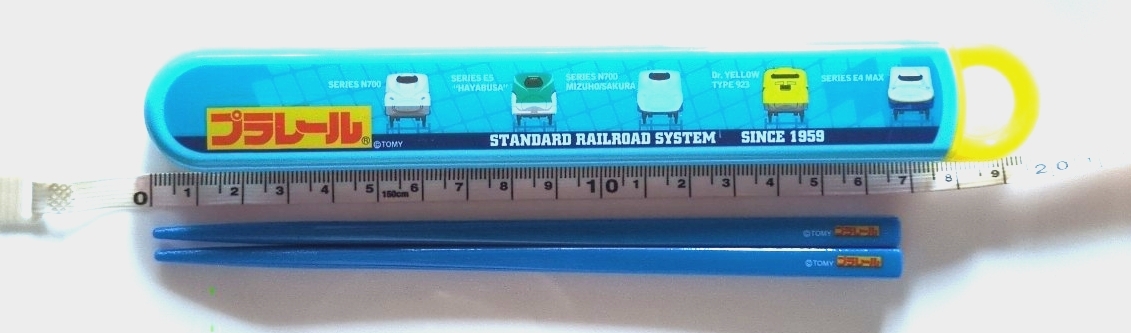 SERIES N700
SERIES E5
"HAYABUSA"
SERIES N700
MIZUHO/SAKURA
Dr. YELLOW
TYPE 923
SERIES E4 MAX
プラレール®
©TOMY
STANDARD RAILROAD SYSTEM SINCE 1959
0 1 2 3 4 5 6 7 8 9 10 1 2 3 4 5 6 7 8 9 20
150cm
©TOMY プラレール
©TOMY プラレール